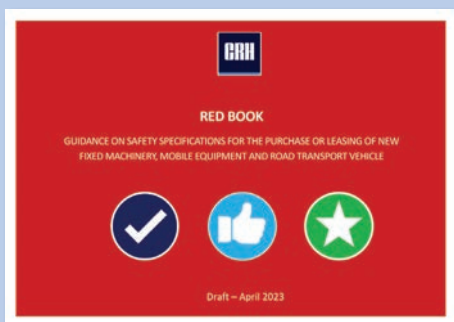 CRH
RED BOOK
GUIDANCE ON SAFETY SPECIFICATIONS FOR THE PURCHASE OR LEASING OF NEW
FIXED MACHINERY, MOBILE EQUIPMENT AND ROAD TRANSPORT VEHICLE
Draft – April 2023